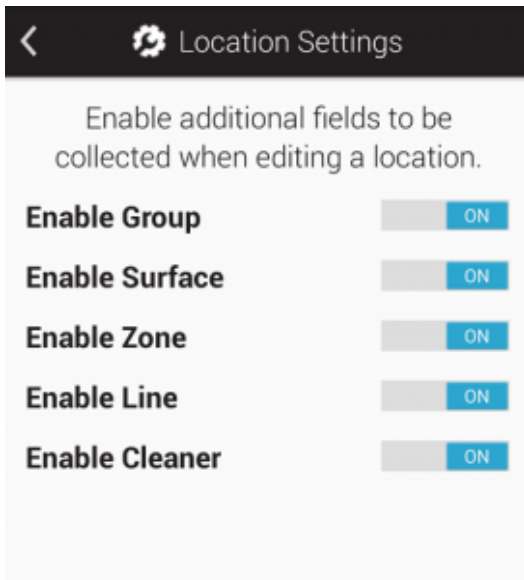 Location Settings
Enable additional fields to be
collected when editing a location.
Enable Group ON
Enable Surface ON
Enable Zone ON
Enable Line ON
Enable Cleaner ON